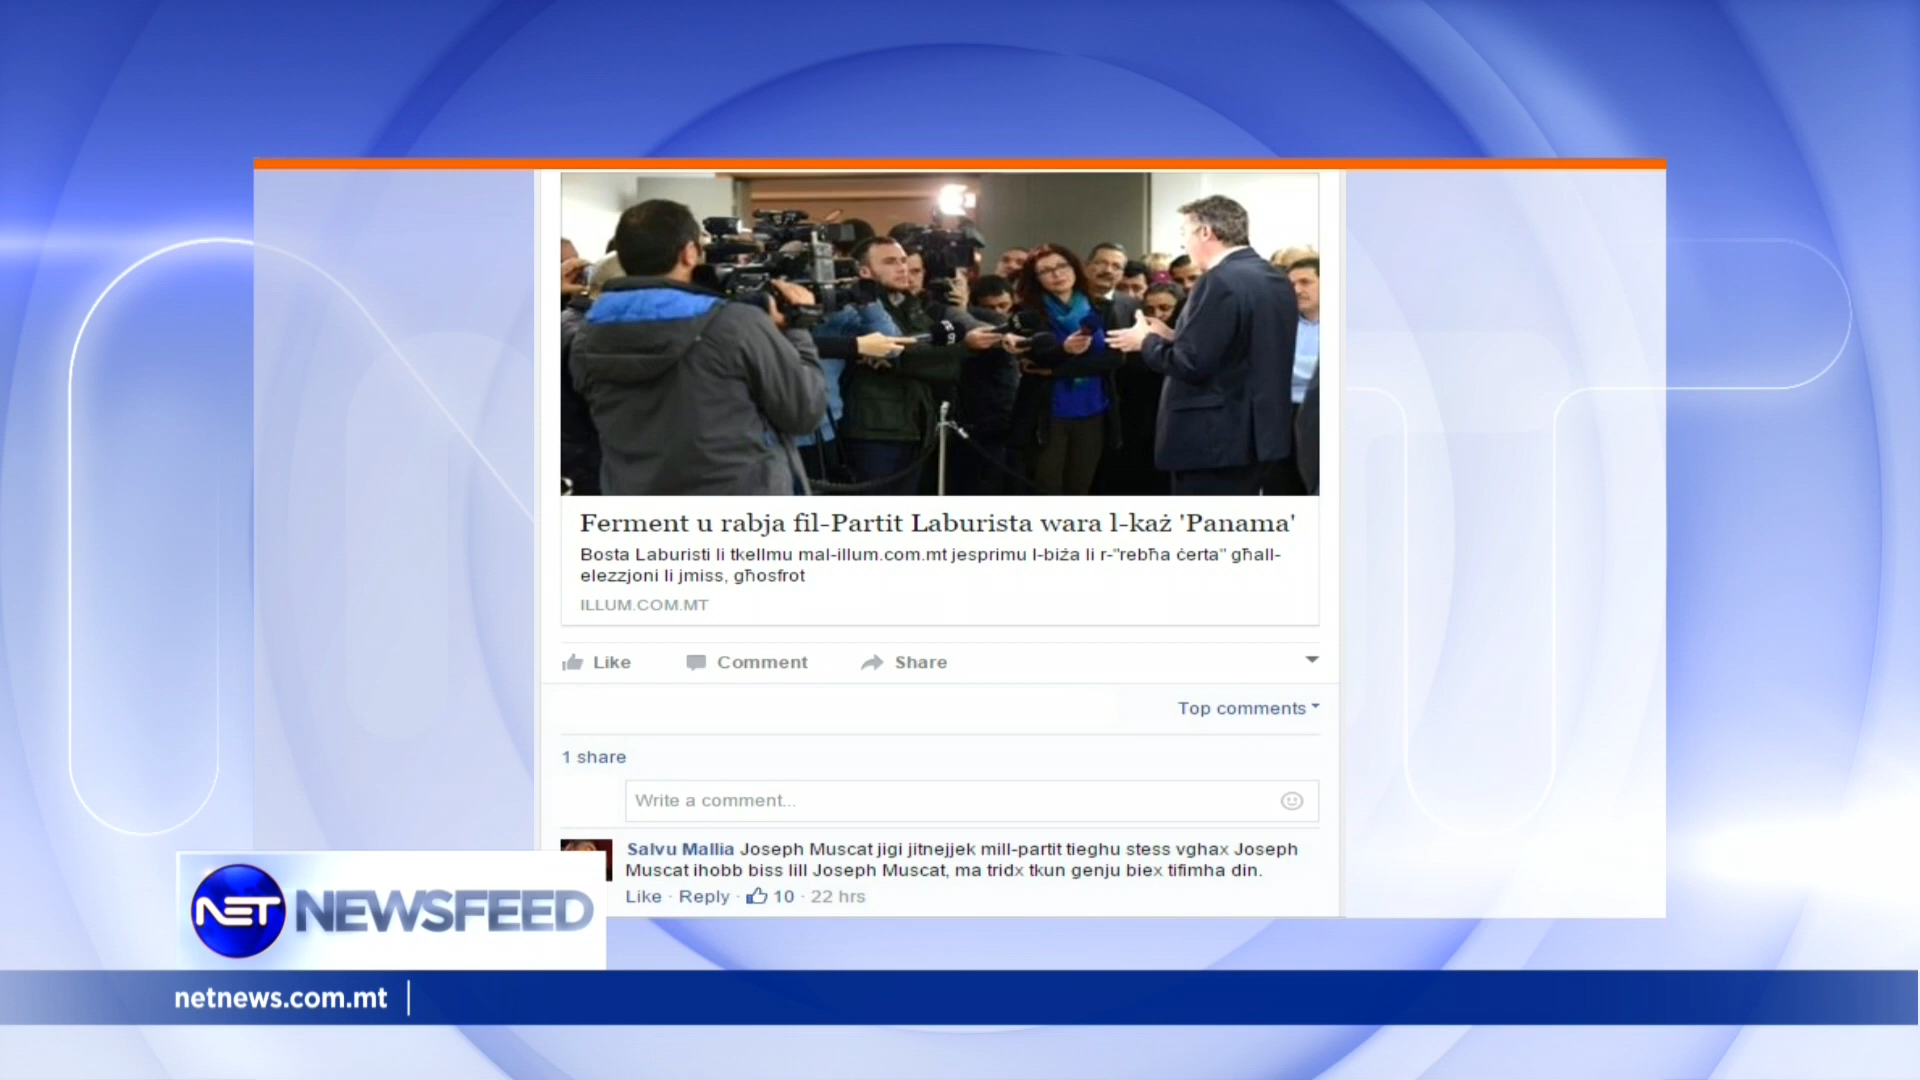 Ferment u rabja fil-Partit Laburista wara l-każ 'Panama'
Bosta Laburisti li tkellmu mal-illum.com.mt jesprimu l-biża li r-"rebħa ċerta" għall-
elezzjoni li jmiss, għosfrot
ILLUM.COM.MT
Like Comment Share
Top comments
1 share
Write a comment...
Salvu Mallia Joseph Muscat jigi jitnejjek mill-partit tieghu stess vghax Joseph
Muscat ihobb biss lill Joseph Muscat, ma tridx tkun genju biex tifimha din.
Like · Reply · 10 · 22 hrs
NET NEWSFEED
netnews.com.mt